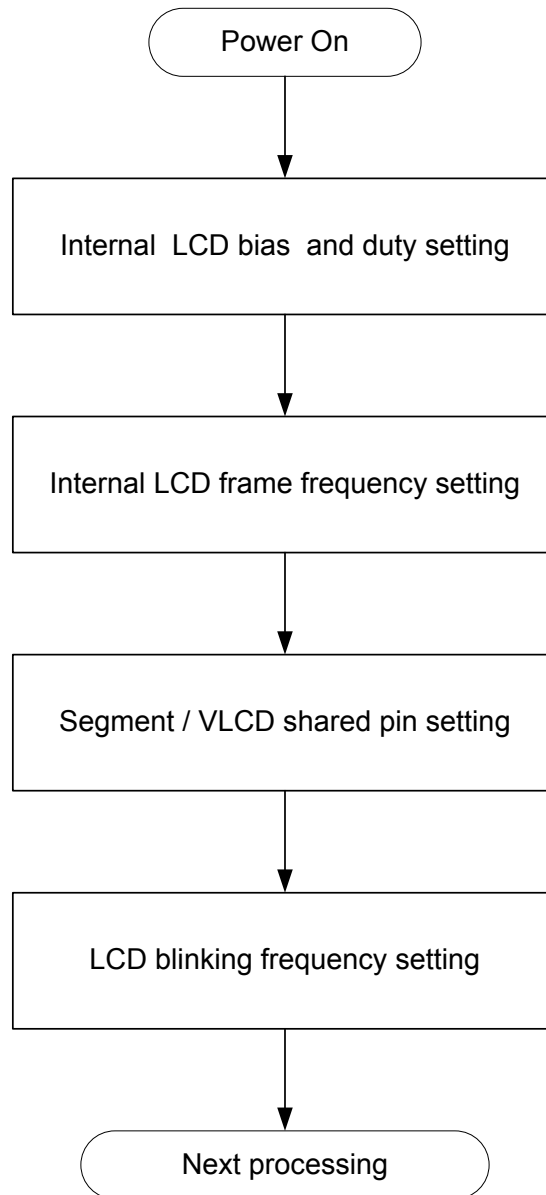 Power On
Internal LCD bias and duty setting
Internal LCD frame frequency setting
Segment / VLCD shared pin setting
LCD blinking frequency setting
Next processing